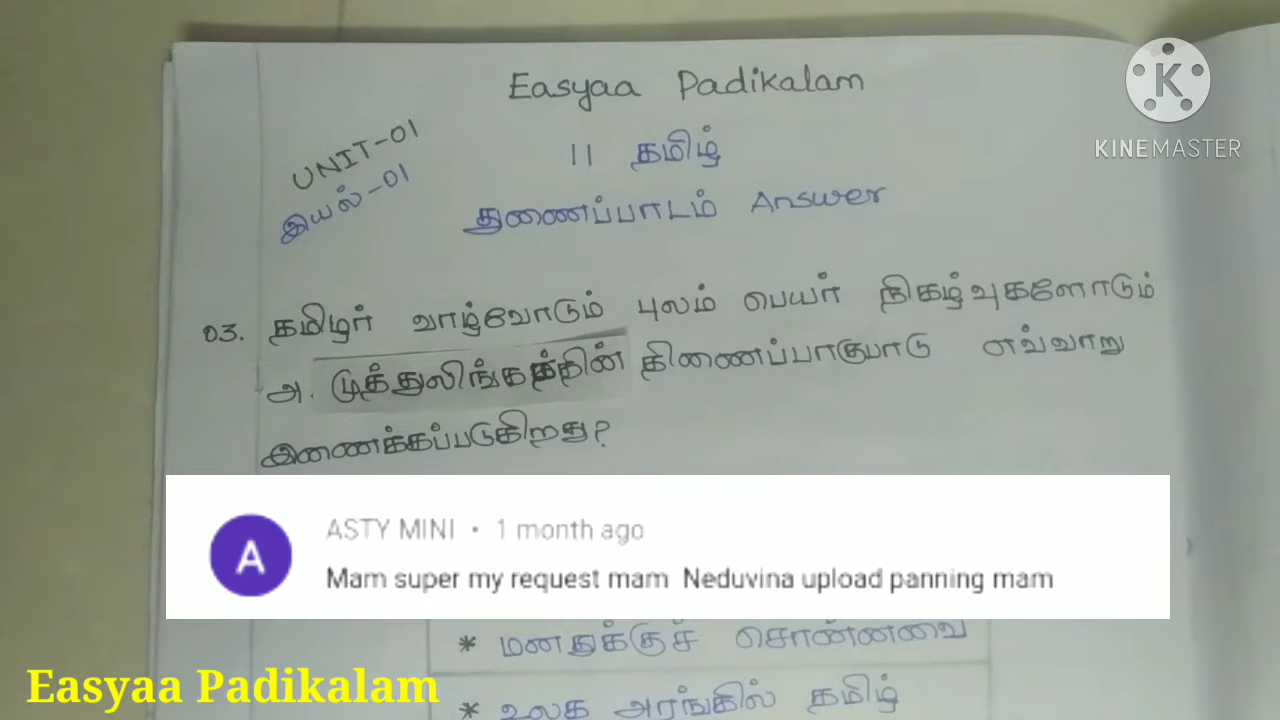 Easyaa Padikalam
UNIT-01
இயல்-01
11 தமிழ்
துணைப்பாடம் Answer
K
KINEMASTER
03. தமிழர் வாழ்வோடும் புலம் பெயர் நிகழ்வுகளோடும்
அ. முத்துலிங்கத்தின் திணைப்பாகுபாடு எவ்வாறு
இணைக்கப்படுகிறது?
A
ASTY MINI • 1 month ago
Mam super my request mam Neduvina upload panning mam
* மனதுக்குச் சொன்னவை
* உலக அரங்கில் தமிழ்
Easyaa Padikalam